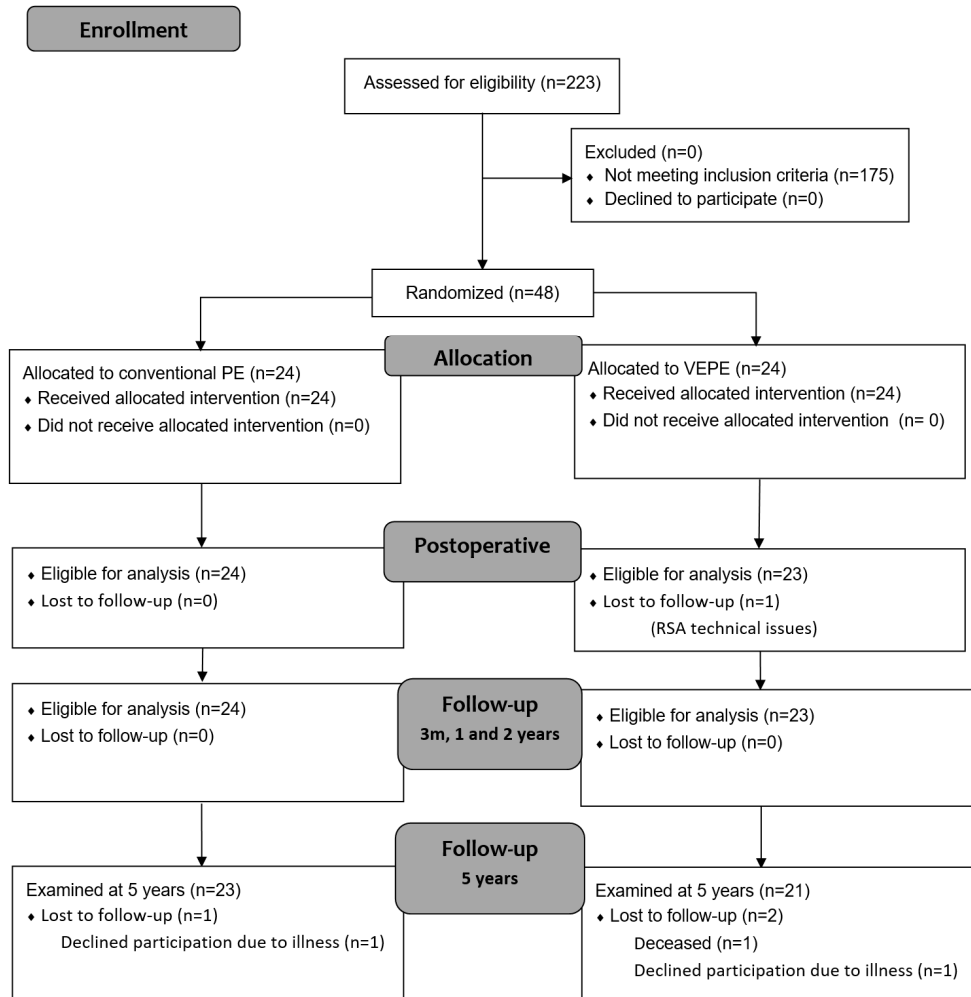 Enrollment
Assessed for eligibility (n=223)
Excluded (n=0)
♦ Not meeting inclusion criteria (n=175)
♦ Declined to participate (n=0)
Randomized (n=48)
Allocation
Allocated to conventional PE (n=24)
♦ Received allocated intervention (n=24)
♦ Did not receive allocated intervention (n=0)
Allocated to VEPE (n=24)
♦ Received allocated intervention (n=24)
♦ Did not receive allocated intervention (n= 0)
Postoperative
♦ Eligible for analysis (n=24)
♦ Lost to follow-up (n=0)
♦ Eligible for analysis (n=23)
♦ Lost to follow-up (n=1)
(RSA technical issues)
Follow-up
3m, 1 and 2 years
♦ Eligible for analysis (n=24)
♦ Lost to follow-up (n=0)
♦ Eligible for analysis (n=23)
♦ Lost to follow-up (n=0)
Follow-up
5 years
Examined at 5 years (n=23)
♦ Lost to follow-up (n=1)
Declined participation due to illness (n=1)
Examined at 5 years (n=21)
♦ Lost to follow-up (n=2)
Deceased (n=1)
Declined participation due to illness (n=1)